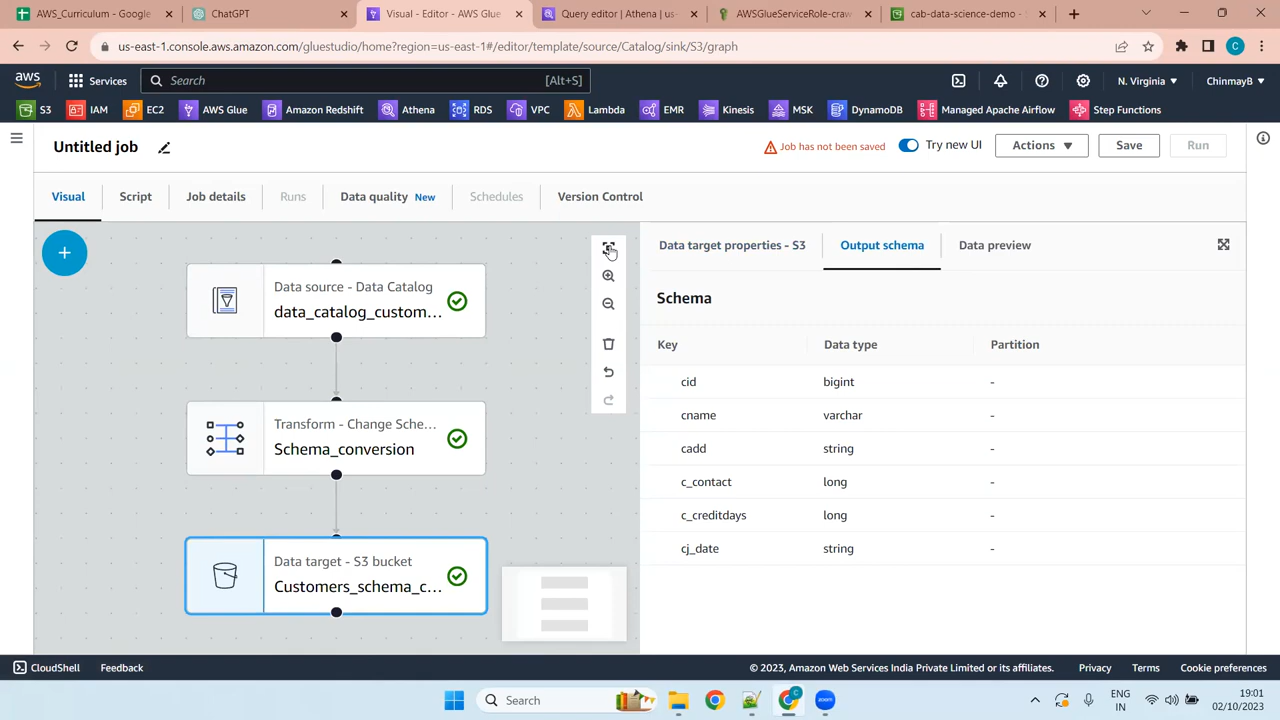 AWS_Curriculum - Google
ChatGPT
Visual - Editor - AWS Glue
Query editor | Athena | us-east
AWSGlueServiceRole-craw
cab-data-science-demo -
us-east-1.console.aws.amazon.com/gluestudio/home?region=us-east-1#/editor/template/source/Catalog/sink/S3/graph
C
aws
Services
Search
[Alt+S]
N. Virginia ▼
ChinmayB ▼
S3
IAM
EC2
AWS Glue
Amazon Redshift
Athena
RDS
VPC
Lambda
EMR
Kinesis
MSK
DynamoDB
Managed Apache Airflow
Step Functions
Untitled job
Job has not been saved
Try new UI
Actions ▼
Save
Run
Visual
Script
Job details
Runs
Data quality New
Schedules
Version Control
Data source - Data Catalog
data_catalog_custom...
Transform - Change Sche...
Schema_conversion
Data target - S3 bucket
Customers_schema_c...
Data target properties - S3
Output schema
Data preview
Schema
Key Data type Partition
cid bigint -
cname varchar -
cadd string -
c_contact long -
c_creditdays long -
cj_date string -
CloudShell
Feedback
© 2023, Amazon Web Services India Private Limited or its affiliates.
Privacy
Terms
Cookie preferences
Search
C
zoom
ENG
IN
19:01
02/10/2023